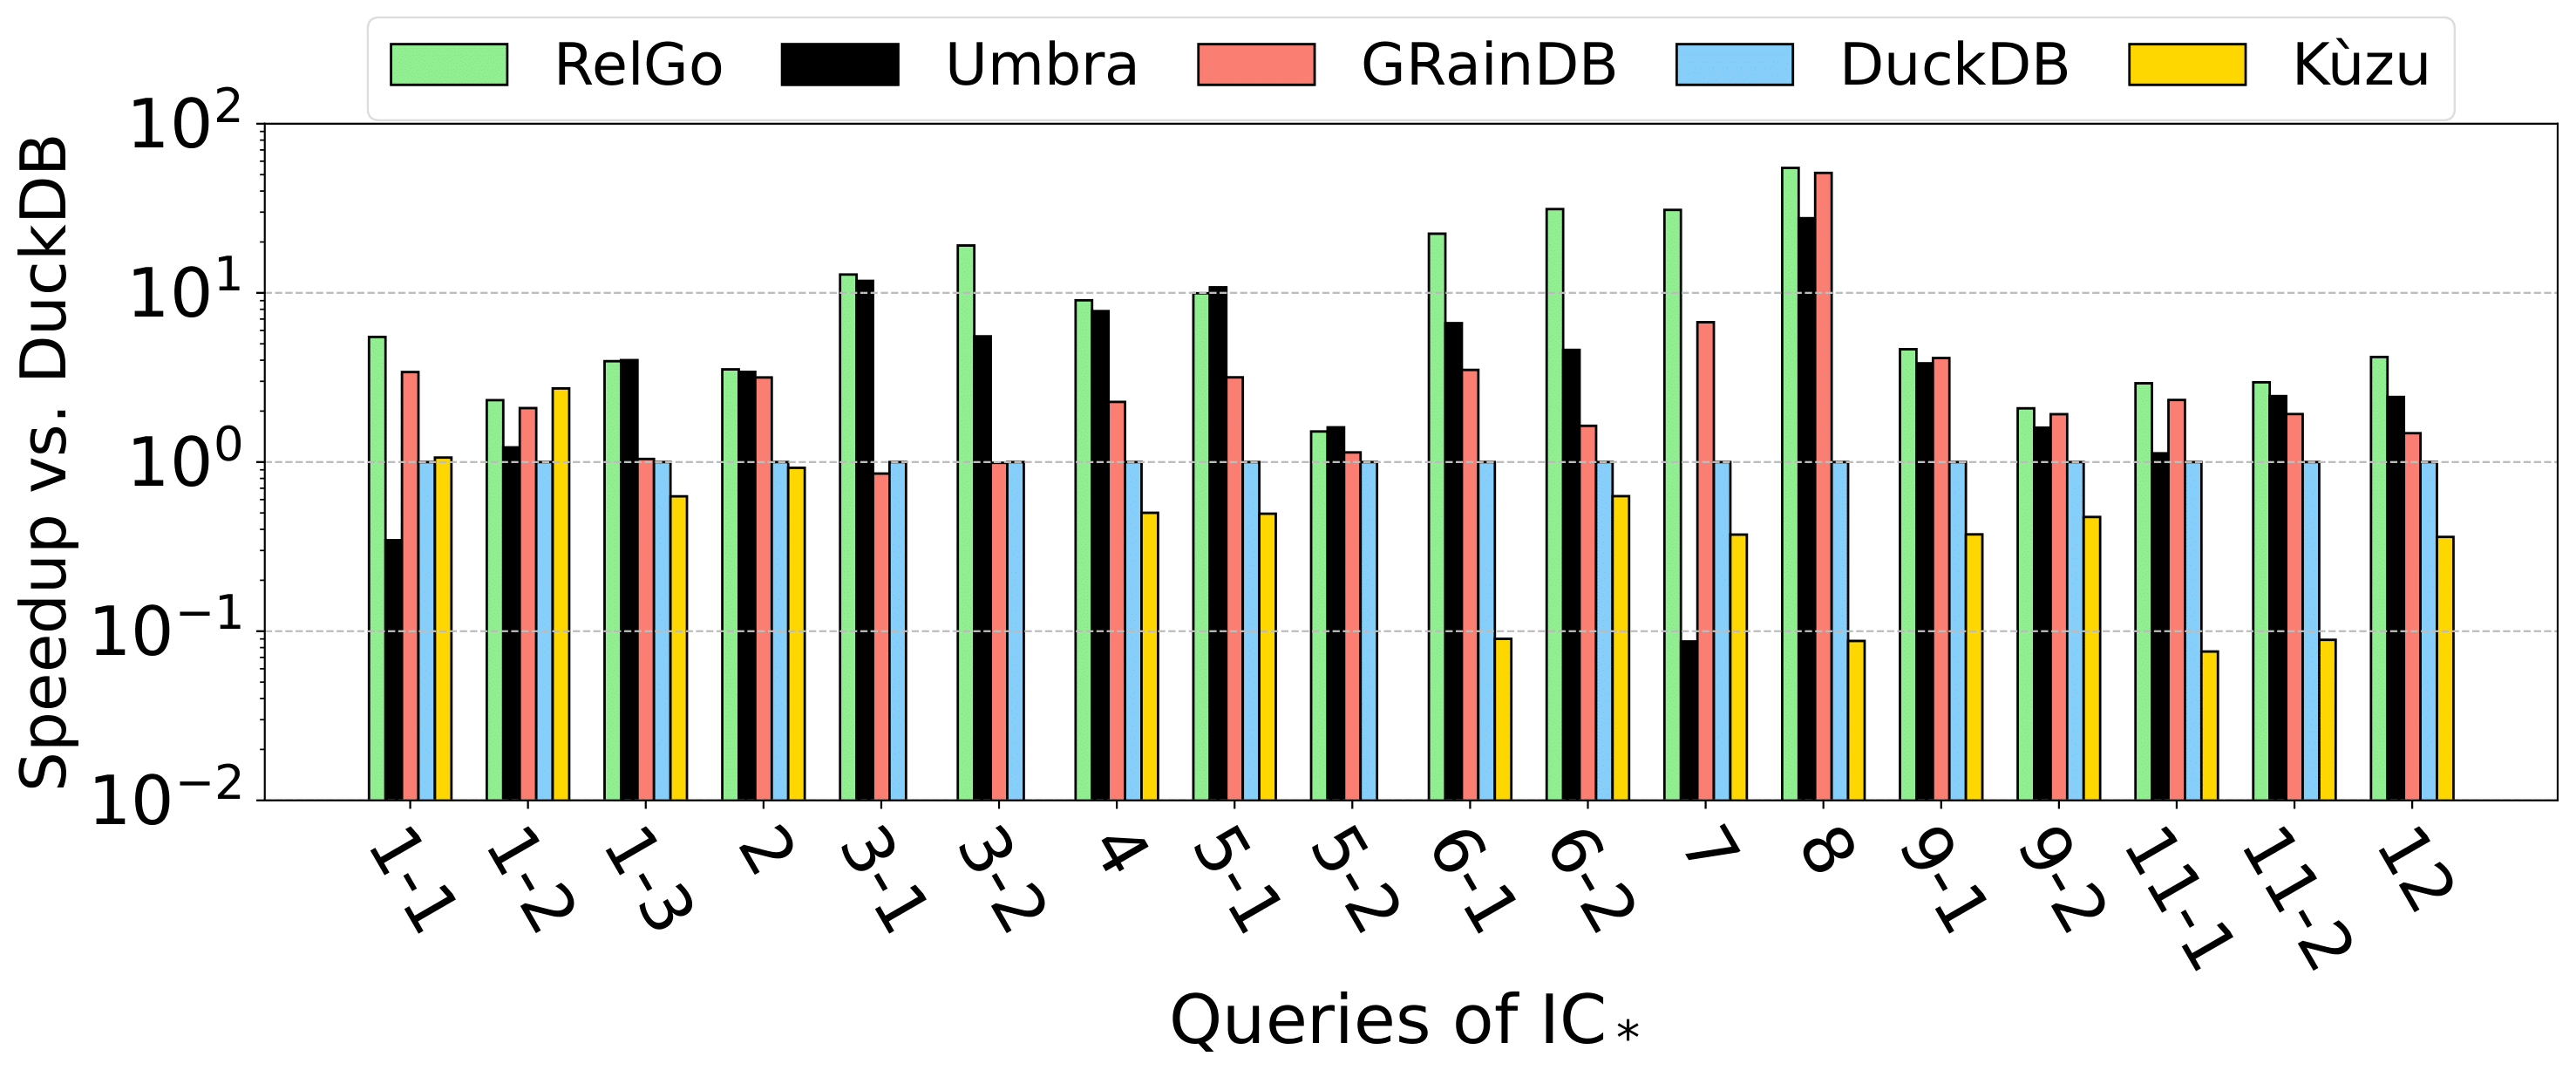 RelGo Umbra GRainDB DuckDB Kùzu
Speedup vs. DuckDB
10²
10¹
10⁰
10⁻¹
10⁻²
1-1 1-2 1-3 2 3-1 3-2 4 5-1 5-2 6-1 6-2 7 8 9-1 9-2 11-1 11-2 12
Queries of IC*